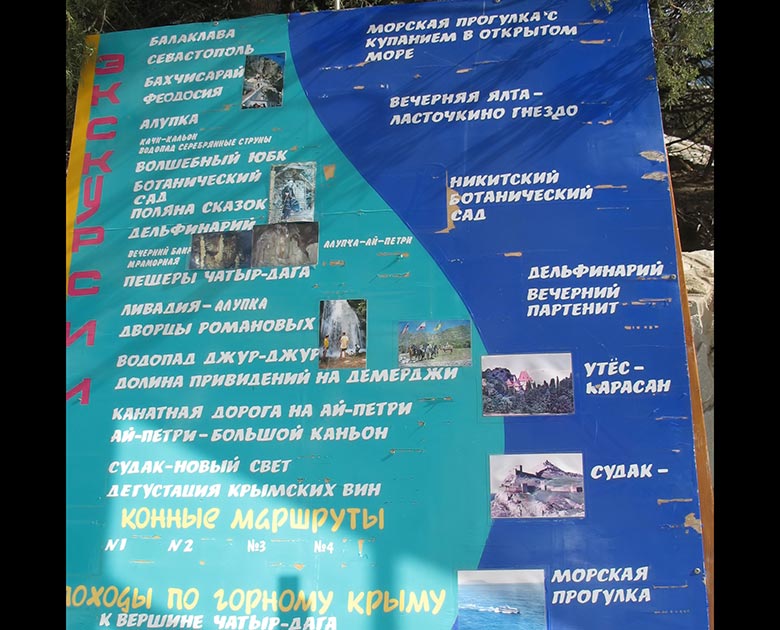 ЭКСКУРСИИ
БАЛАКЛАВА
СЕВАСТОПОЛЬ
БАХЧИСАРАЙ
ФЕОДОСИЯ
АЛУПКА
КАЧИ-КАЛЬОН
ВОДОПАД СЕРЕБРЯННЫЕ СТРУНЫ
ВОЛШЕБНЫЙ ЮБК
БОТАНИЧЕСКИЙ
САД
ПОЛЯНА СКАЗОК
ДЕЛЬФИНАРИЙ
ВЕЧЕРНИЙ
МРАМОРНАЯ
АЛУПКА-АЙ-ПЕТРИ
ПЕЩЕРЫ ЧАТЫР-ДАГА
ЛИВАДИЯ-АЛУПКА
ДВОРЦЫ РОМАНОВЫХ
ВОДОПАД ДЖУР-ДЖУР
ДОЛИНА ПРИВИДЕНИЙ НА ДЕМЕРДЖИ
КАНАТНАЯ ДОРОГА НА АЙ-ПЕТРИ
АЙ-ПЕТРИ-БОЛЬШОЙ КАНЬОН
СУДАК-НОВЫЙ СВЕТ
ДЕГУСТАЦИЯ КРЫМСКИХ ВИН
КОННЫЕ МАРШРУТЫ
N1 N2 №3 №4
ПОХОДЫ ПО ГОРНОМУ КРЫМУ
К ВЕРШИНЕ ЧАТЫР-ДАГА
МОРСКАЯ ПРОГУЛКА С
КУПАНИЕМ В ОТКРЫТОМ
МОРЕ
ВЕЧЕРНЯЯ ЯЛТА-
ЛАСТОЧКИНО ГНЕЗДО
НИКИТСКИЙ
БОТАНИЧЕСКИЙ
САД
ДЕЛЬФИНАРИЙ
ВЕЧЕРНИЙ
ПАРТЕНИТ
УТЁС-
КАРАСАН
СУДАК-
МОРСКАЯ
ПРОГУЛКА